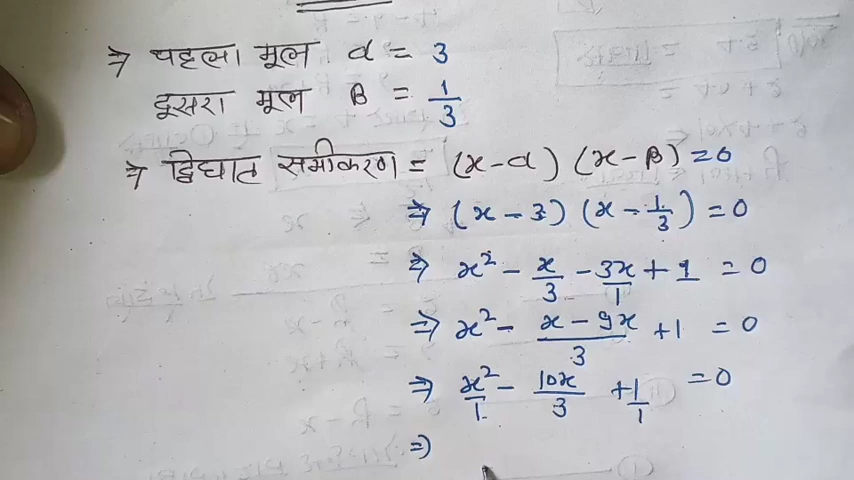 ⇒ पहला मूल α = 3
दूसरा मूल β = 1/3
⇒ द्विघात समीकरण = (x-α) (x-β) = 0
⇒ (x - 3) (x - 1/3) = 0
⇒ x² - x/3 - 3x/1 + 1 = 0
⇒ x² - (x - 9x)/3 + 1 = 0
⇒ x²/1 - 10x/3 + 1/1 = 0
⇒